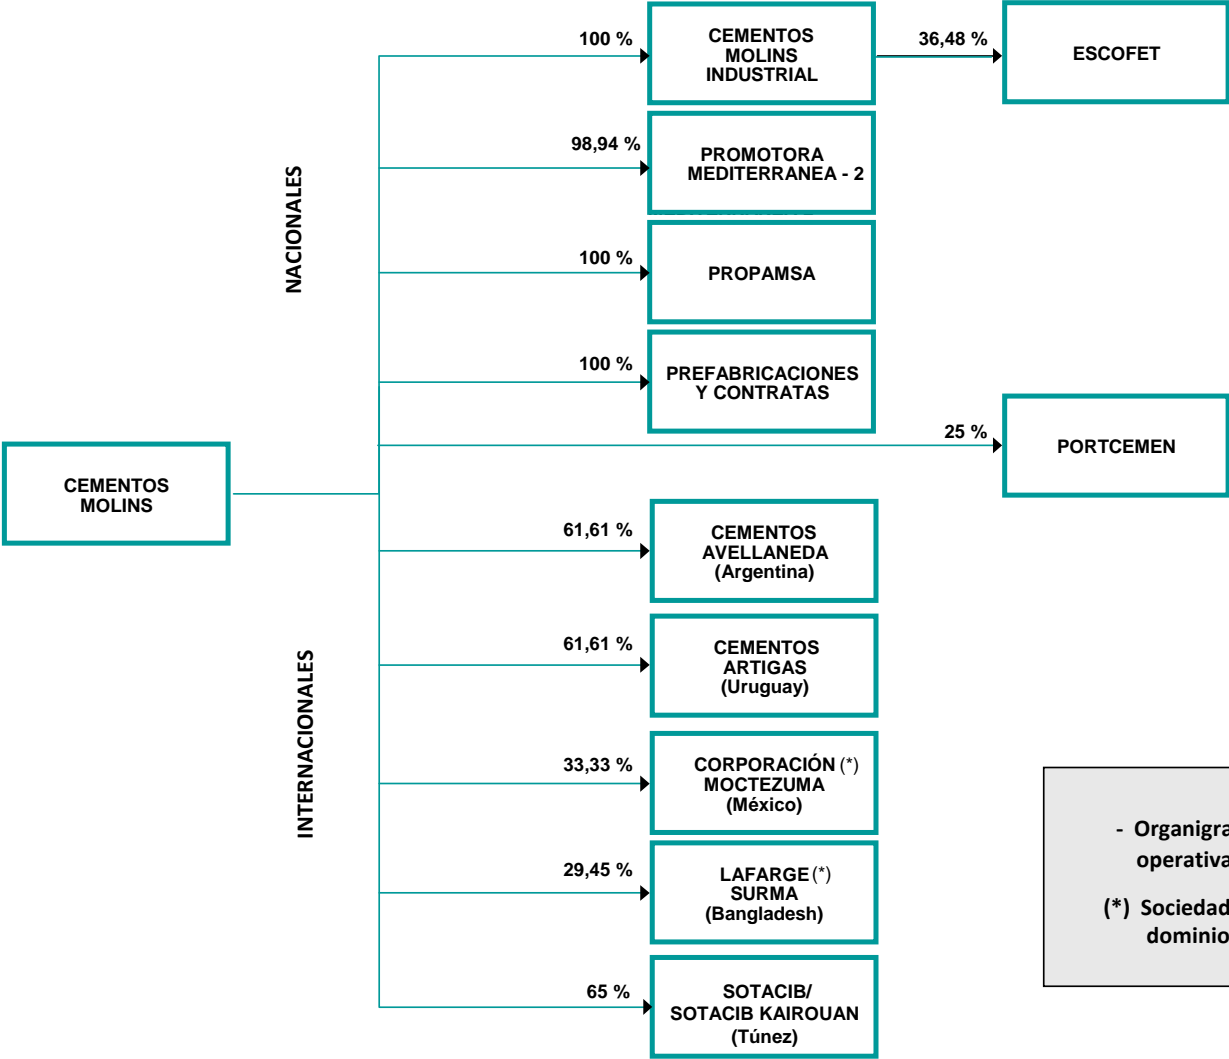 100 %
CEMENTOS
MOLINS
INDUSTRIAL
36,48 %
ESCOFET
98,94 %
PROMOTORA
MEDITERRANEA - 2
NACIONALES
100 %
PROPAMSA
100 %
PREFABRICACIONES
Y CONTRATAS
25 %
PORTCEMEN
CEMENTOS
MOLINS
61,61 %
CEMENTOS
AVELLANEDA
(Argentina)
61,61 %
CEMENTOS
ARTIGAS
(Uruguay)
INTERNACIONALES
33,33 %
CORPORACIÓN (*)
MOCTEZUMA
(México)
29,45 %
LAFARGE (*)
SURMA
(Bangladesh)
65 %
SOTACIB/
SOTACIB KAIROUAN
(Túnez)
- Organigra
operativa
(*) Sociedad
dominio